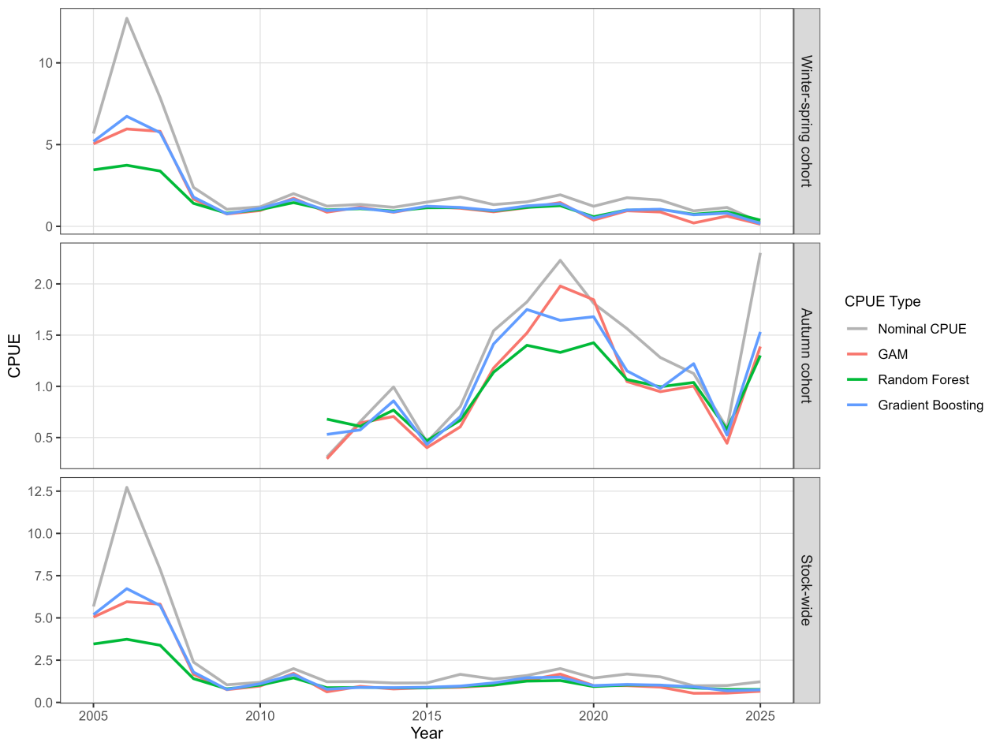 10
5
0
Winter-spring cohort
2.0
1.5
1.0
0.5
Autumn cohort
12.5
10.0
7.5
5.0
2.5
0.0
Stock-wide
2005
2010
2015
2020
2025
Year
CPUE
CPUE Type
Nominal CPUE
GAM
Random Forest
Gradient Boosting